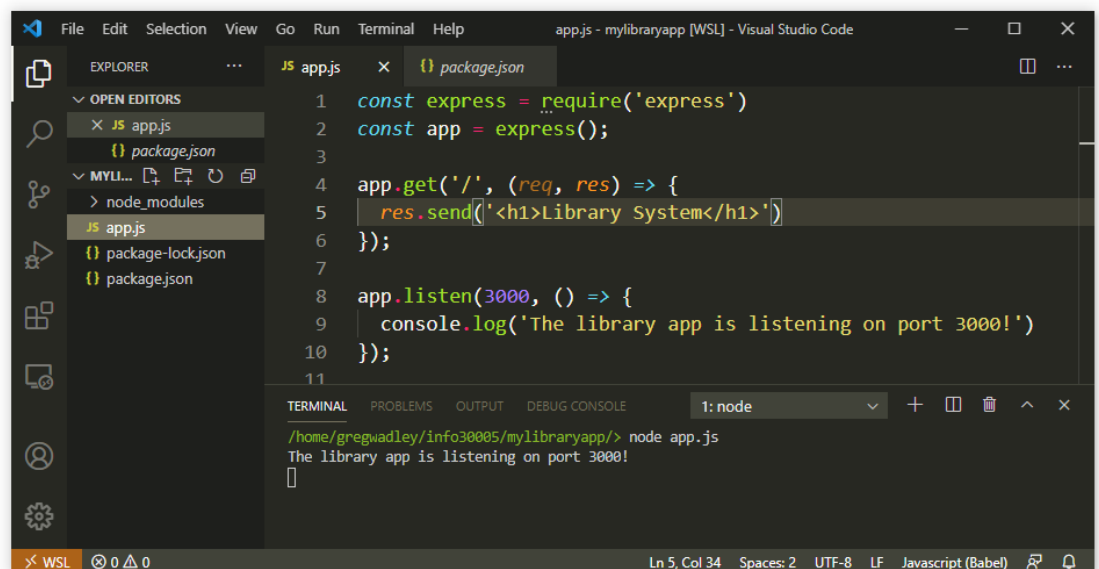 File Edit Selection View Go Run Terminal Help app.js - mylibraryapp [WSL] - Visual Studio Code
EXPLORER
OPEN EDITORS
JS app.js
{} package.json
MYLI...
node_modules
JS app.js
{} package-lock.json
{} package.json
JS app.js {} package.json
1 const express = require('express')
2 const app = express();
3
4 app.get('/', (req, res) => {
5 res.send('<h1>Library System</h1>')
6 });
7
8 app.listen(3000, () => {
9 console.log('The library app is listening on port 3000!')
10 });
11
TERMINAL PROBLEMS OUTPUT DEBUG CONSOLE 1: node
/home/gregwadley/info30005/mylibraryapp/> node app.js
The library app is listening on port 3000!
WSL 0 0 Ln 5, Col 34 Spaces: 2 UTF-8 LF Javascript (Babel)